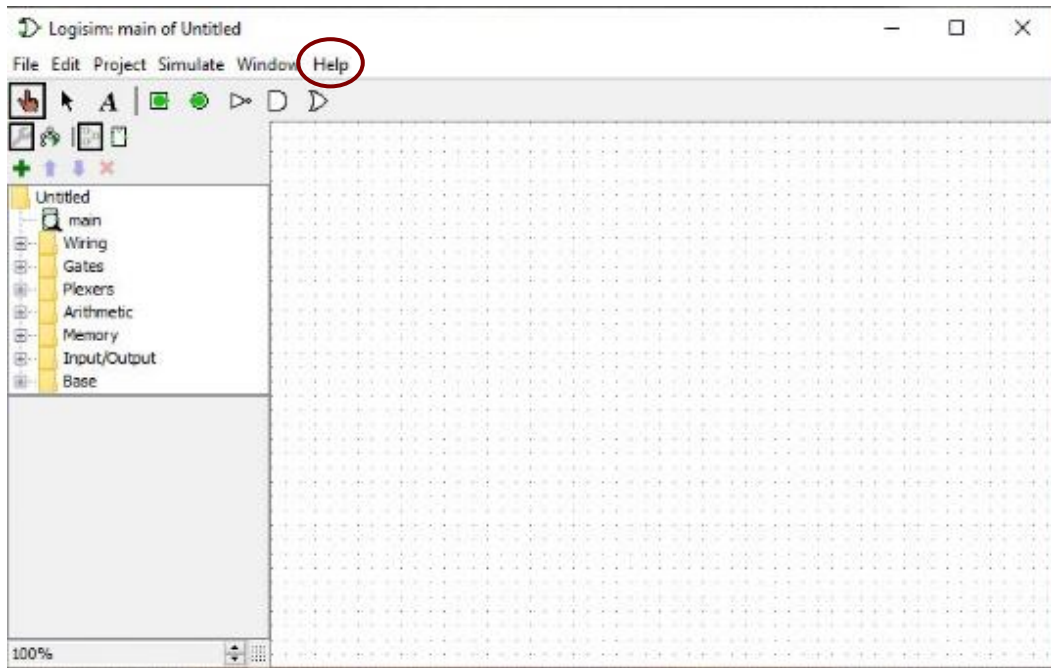 Logisim: main of Untitled
File Edit Project Simulate Window Help
A
Untitled
main
Wiring
Gates
Plexers
Arithmetic
Memory
Input/Output
Base
100%